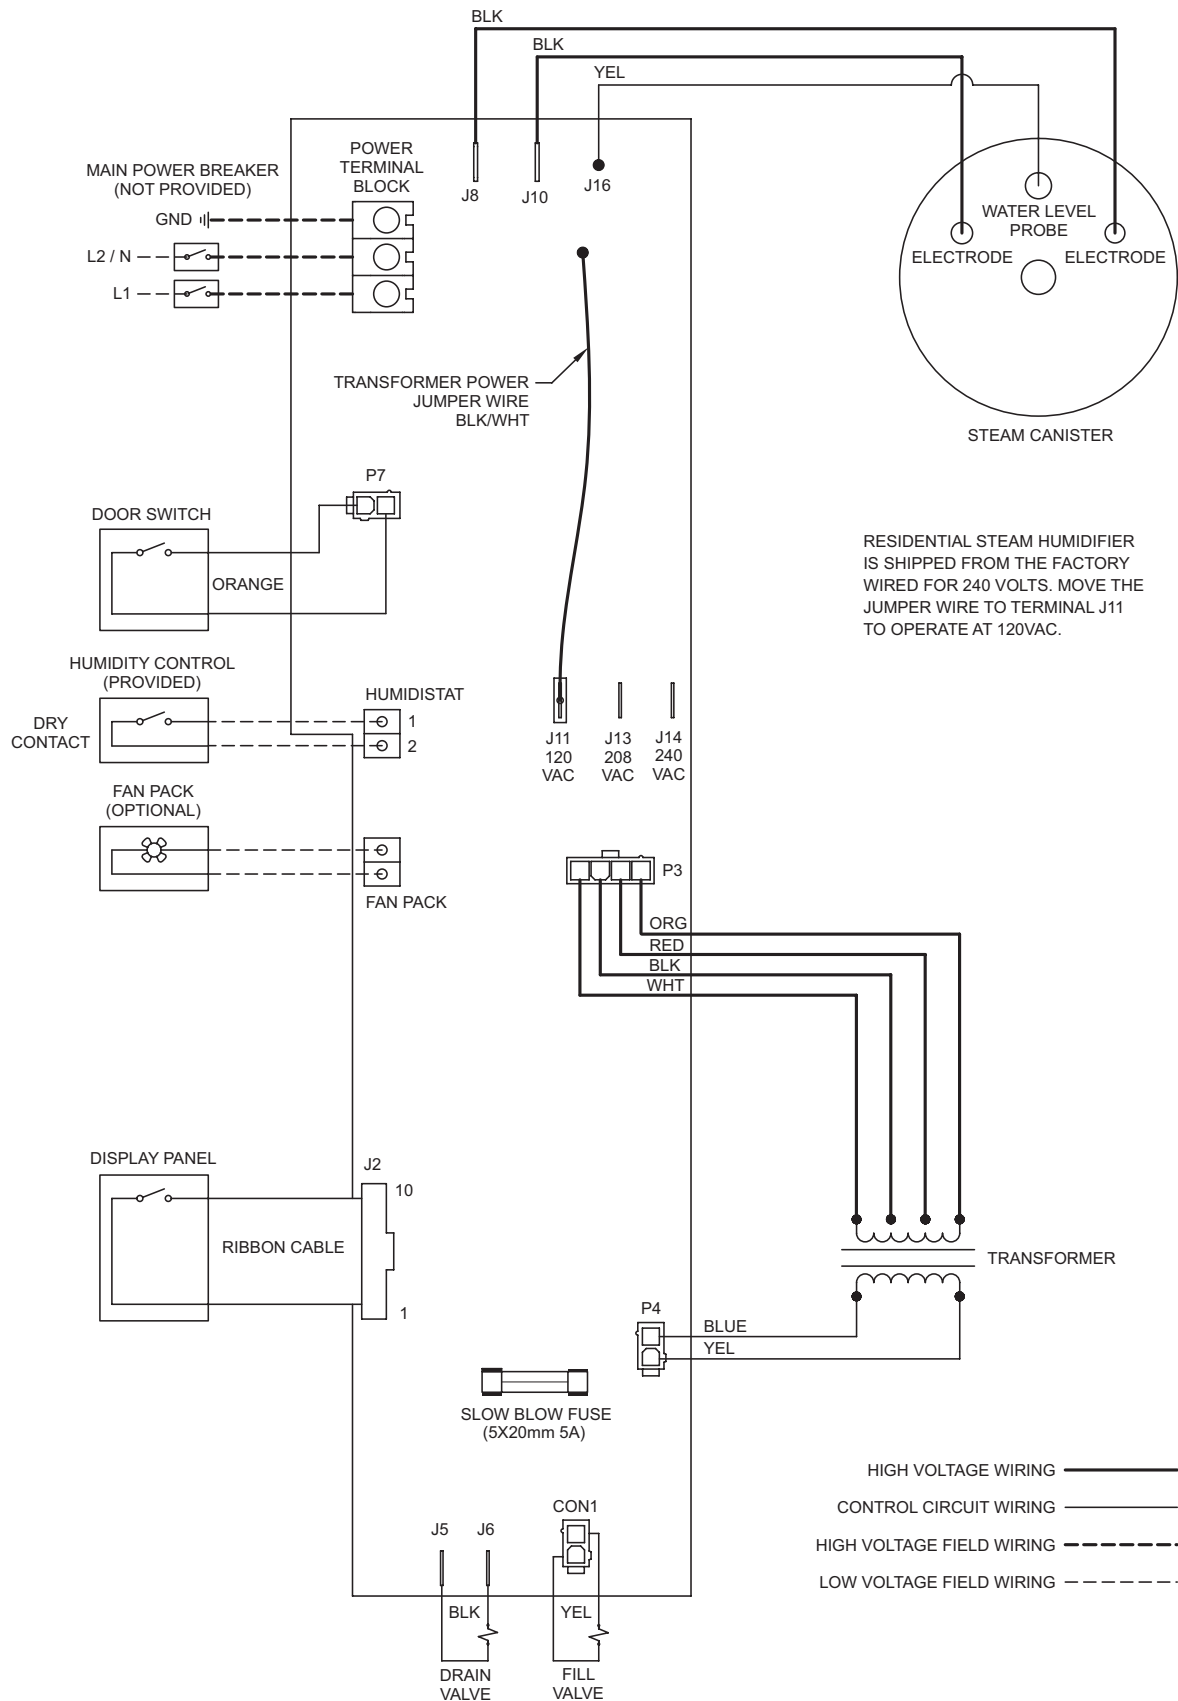 BLK
BLK
YEL
POWER
TERMINAL
BLOCK
MAIN POWER BREAKER
(NOT PROVIDED)
GND
L2 / N
L1
J8
J10
J16
WATER LEVEL
PROBE
ELECTRODE
ELECTRODE
STEAM CANISTER
TRANSFORMER POWER
JUMPER WIRE
BLK/WHT
P7
DOOR SWITCH
ORANGE
RESIDENTIAL STEAM HUMIDIFIER
IS SHIPPED FROM THE FACTORY
WIRED FOR 240 VOLTS. MOVE THE
JUMPER WIRE TO TERMINAL J11
TO OPERATE AT 120VAC.
HUMIDITY CONTROL
(PROVIDED)
DRY
CONTACT
HUMIDISTAT
1
2
J11
120
VAC
J13
208
VAC
J14
240
VAC
FAN PACK
(OPTIONAL)
FAN PACK
P3
ORG
RED
BLK
WHT
DISPLAY PANEL
J2
10
RIBBON CABLE
1
TRANSFORMER
P4
BLUE
YEL
SLOW BLOW FUSE
(5X20mm 5A)
HIGH VOLTAGE WIRING
CONTROL CIRCUIT WIRING
HIGH VOLTAGE FIELD WIRING
LOW VOLTAGE FIELD WIRING
CON1
J5
J6
BLK
YEL
DRAIN
VALVE
FILL
VALVE